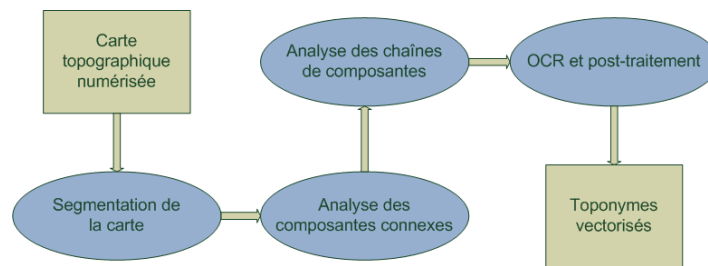 Carte
topographique
numérisée
Segmentation de
la carte
Analyse des
composantes connexes
Analyse des chaînes
de composantes
OCR et post-traitement
Toponymes
vectorisés